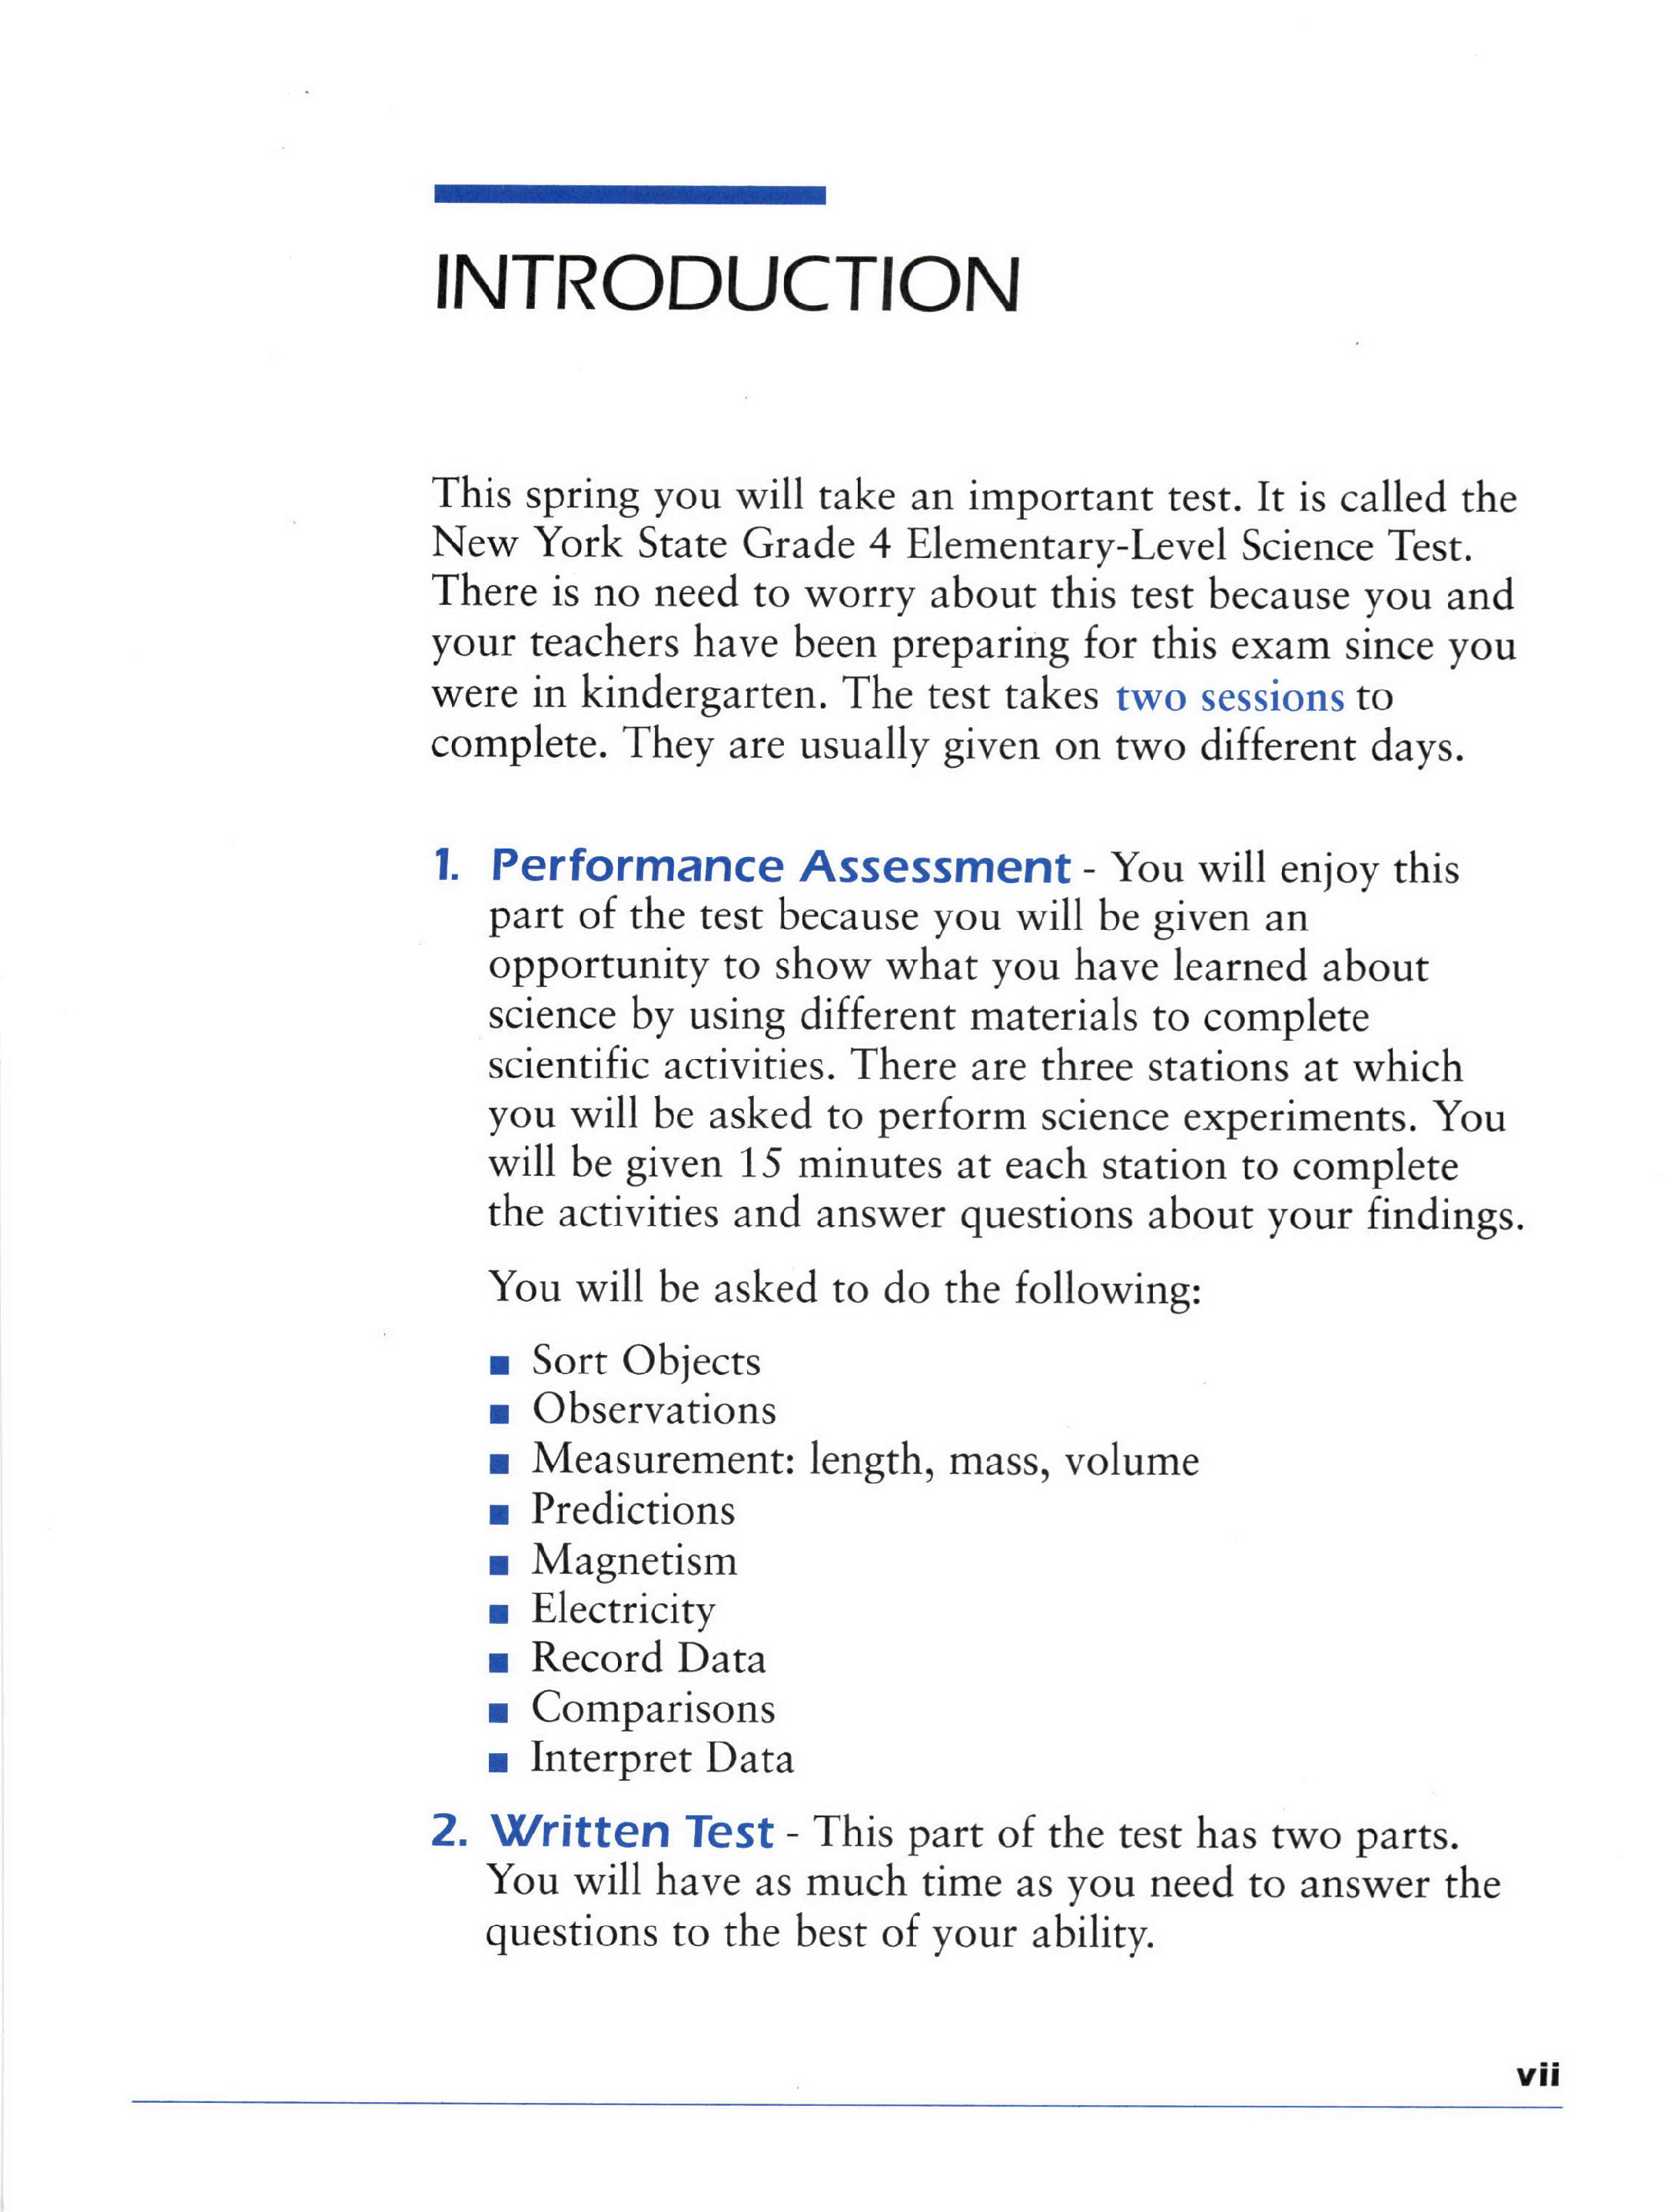 INTRODUCTION
This spring you will take an important test. It is called the
New York State Grade 4 Elementary-Level Science Test.
There is no need to worry about this test because you and
your teachers have been preparing for this exam since you
were in kindergarten. The test takes two sessions to
complete. They are usually given on two different days.
1. Performance Assessment - You will enjoy this
part of the test because you will be given an
opportunity to show what you have learned about
science by using different materials to complete
scientific activities. There are three stations at which
you will be asked to perform science experiments. You
will be given 15 minutes at each station to complete
the activities and answer questions about your findings.
You will be asked to do the following:
■ Sort Objects
■ Observations
■ Measurement: length, mass, volume
■ Predictions
■ Magnetism
■ Electricity
■ Record Data
■ Comparisons
■ Interpret Data
2. Written Test - This part of the test has two parts.
You will have as much time as you need to answer the
questions to the best of your ability.
vii